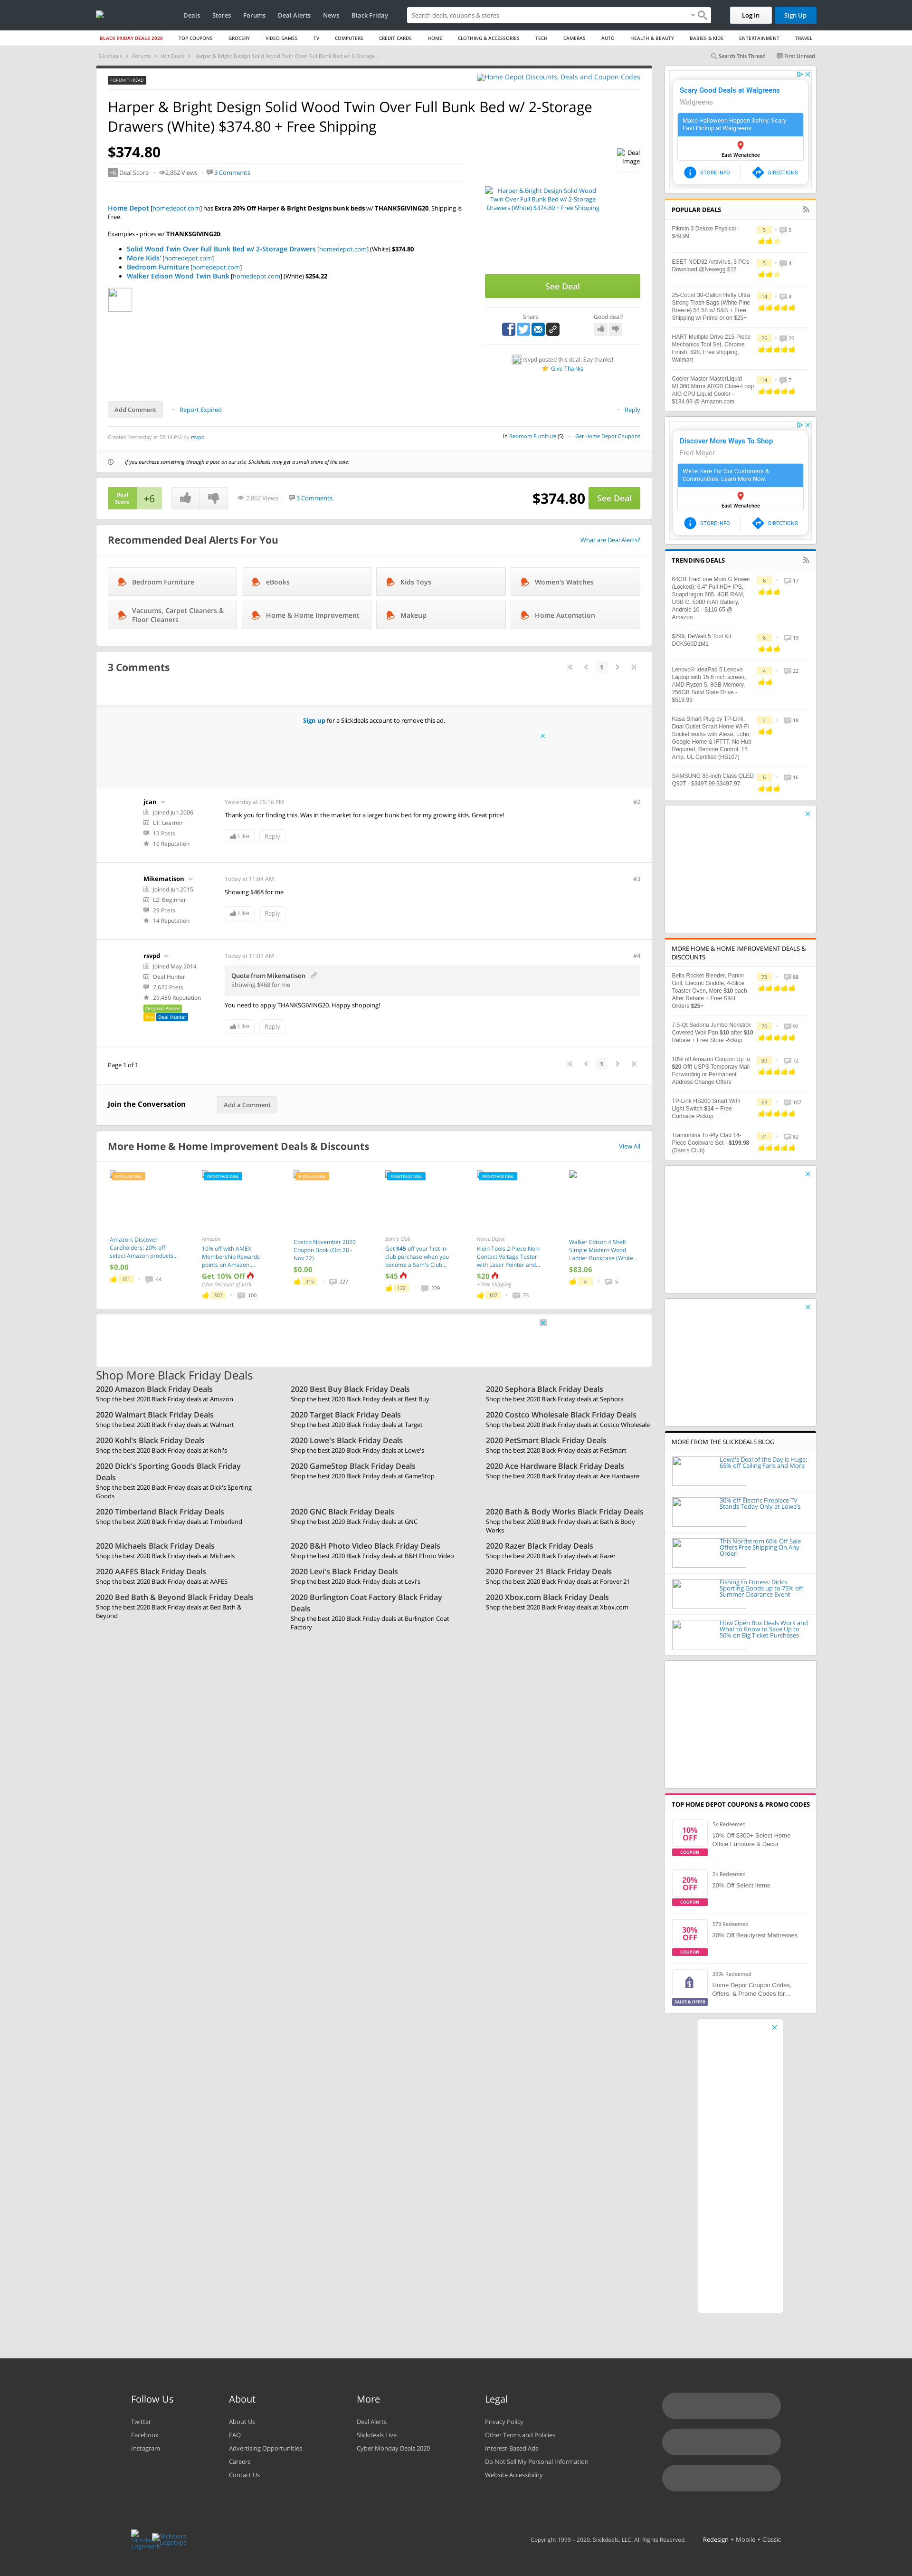 Deals Stores Forums Deal Alerts News Black Friday
Search deals, coupons & stores
Log In
Sign Up
BLACK FRIDAY DEALS 2020 TOP COUPONS GROCERY VIDEO GAMES TV COMPUTERS CREDIT CARDS HOME CLOTHING & ACCESSORIES TECH CAMERAS AUTO HEALTH & BEAUTY BABIES & KIDS ENTERTAINMENT TRAVEL
Slickdeals Forums Hot Deals Harper & Bright Design Solid Wood Twin Over Full Bunk Bed w/ 2-Storage ...
Search This Thread First Unread
FORUM THREAD
Home Depot Discounts, Deals and Coupon Codes
Harper & Bright Design Solid Wood Twin Over Full Bunk Bed w/ 2-Storage
Drawers (White) $374.80 + Free Shipping
$374.80
Deal Image
+6 Deal Score 2,862 Views 3 Comments
Harper & Bright Design Solid Wood Twin Over Full Bunk Bed w/ 2-Storage Drawers (White) $374.80 + Free Shipping
Home Depot [homedepot.com] has Extra 20% Off Harper & Bright Designs bunk beds w/ THANKSGIVING20. Shipping is
Free.
Examples - prices w/ THANKSGIVING20:
Solid Wood Twin Over Full Bunk Bed w/ 2-Storage Drawers [homedepot.com] (White) $374.80
More Kids' [homedepot.com]
Bedroom Furniture [homedepot.com]
Walker Edison Wood Twin Bunk [homedepot.com] (White) $254.22
See Deal
Share Good deal?
rsvpd posted this deal. Say thanks!
Give Thanks
Add Comment Report Expired Reply
Created Yesterday at 03:14 PM by rsvpd
in Bedroom Furniture (5) Get Home Depot Coupons
If you purchase something through a post on our site, Slickdeals may get a small share of the sale.
Deal Score +6 2,862 Views 3 Comments $374.80 See Deal
Recommended Deal Alerts For You
What are Deal Alerts?
Bedroom Furniture
eBooks
Kids Toys
Women's Watches
Vacuums, Carpet Cleaners & Floor Cleaners
Home & Home Improvement
Makeup
Home Automation
3 Comments
1
Sign up for a Slickdeals account to remove this ad.
jcan
Joined Jun 2006
L1: Learner
13 Posts
10 Reputation
Yesterday at 05:16 PM
#2
Thank you for finding this. Was in the market for a larger bunk bed for my growing kids. Great price!
Like Reply
Mikematison
Joined Jun 2015
L2: Beginner
29 Posts
14 Reputation
Today at 11:04 AM
#3
Showing $468 for me
Like Reply
rsvpd
Joined May 2014
Deal Hunter
7,672 Posts
29,480 Reputation
Original Poster
Pro Deal Hunter
Today at 11:07 AM
#4
Quote from Mikematison
Showing $468 for me
You need to apply THANKSGIVING20. Happy shopping!
Like Reply
Page 1 of 1
1
Join the Conversation
Add a Comment
More Home & Home Improvement Deals & Discounts
View All
POPULAR DEAL
Amazon: Discover
Cardholders: 20% off
select Amazon products...
$0.00
161 44
FRONTPAGE DEAL
Amazon
10% off with AMEX
Membership Rewards
points on Amazon....
Get 10% Off
(Max Discount of $10)
302 100
POPULAR DEAL
Costco November 2020
Coupon Book (Oct 28 -
Nov 22)
$0.00
315 227
FRONTPAGE DEAL
Sam's Club
Get $45 off your first in-
club purchase when you
become a Sam's Club...
$45
122 229
FRONTPAGE DEAL
Home Depot
Klein Tools 2-Piece Non-
Contact Voltage Tester
with Laser Pointer and...
$20
+ Free Shipping
107 73
Walker Edison 4 Shelf
Simple Modern Wood
Ladder Bookcase (White...
$83.06
4 5
Shop More Black Friday Deals
2020 Amazon Black Friday Deals
Shop the best 2020 Black Friday deals at Amazon
2020 Best Buy Black Friday Deals
Shop the best 2020 Black Friday deals at Best Buy
2020 Sephora Black Friday Deals
Shop the best 2020 Black Friday deals at Sephora
2020 Walmart Black Friday Deals
Shop the best 2020 Black Friday deals at Walmart
2020 Target Black Friday Deals
Shop the best 2020 Black Friday deals at Target
2020 Costco Wholesale Black Friday Deals
Shop the best 2020 Black Friday deals at Costco Wholesale
2020 Kohl's Black Friday Deals
Shop the best 2020 Black Friday deals at Kohl's
2020 Lowe's Black Friday Deals
Shop the best 2020 Black Friday deals at Lowe's
2020 PetSmart Black Friday Deals
Shop the best 2020 Black Friday deals at PetSmart
2020 Dick's Sporting Goods Black Friday
Deals
Shop the best 2020 Black Friday deals at Dick's Sporting
Goods
2020 GameStop Black Friday Deals
Shop the best 2020 Black Friday deals at GameStop
2020 Ace Hardware Black Friday Deals
Shop the best 2020 Black Friday deals at Ace Hardware
2020 Timberland Black Friday Deals
Shop the best 2020 Black Friday deals at Timberland
2020 GNC Black Friday Deals
Shop the best 2020 Black Friday deals at GNC
2020 Bath & Body Works Black Friday Deals
Shop the best 2020 Black Friday deals at Bath & Body
Works
2020 Michaels Black Friday Deals
Shop the best 2020 Black Friday deals at Michaels
2020 B&H Photo Video Black Friday Deals
Shop the best 2020 Black Friday deals at B&H Photo Video
2020 Razer Black Friday Deals
Shop the best 2020 Black Friday deals at Razer
2020 AAFES Black Friday Deals
Shop the best 2020 Black Friday deals at AAFES
2020 Levi's Black Friday Deals
Shop the best 2020 Black Friday deals at Levi's
2020 Forever 21 Black Friday Deals
Shop the best 2020 Black Friday deals at Forever 21
2020 Bed Bath & Beyond Black Friday Deals
Shop the best 2020 Black Friday deals at Bed Bath &
Beyond
2020 Burlington Coat Factory Black Friday
Deals
Shop the best 2020 Black Friday deals at Burlington Coat
Factory
2020 Xbox.com Black Friday Deals
Shop the best 2020 Black Friday deals at Xbox.com
Scary Good Deals at Walgreens
Walgreens
Make Halloween Happen Safely. Scary
Fast Pickup at Walgreens
East Wenatchee
STORE INFO DIRECTIONS
POPULAR DEALS
Pikmin 3 Deluxe Physical -
$49.99
5 5
ESET NOD32 Antivirus, 3 PCs -
Download @Newegg $16
5 4
25-Count 30-Gallon Hefty Ultra
Strong Trash Bags (White Pine
Breeze) $4.58 w/ S&S + Free
Shipping w/ Prime or on $25+
14 4
HART Multiple Drive 215-Piece
Mechanics Tool Set, Chrome
Finish, $98, Free shipping,
Walmart
25 26
Cooler Master MasterLiquid
ML360 Mirror ARGB Close-Loop
AIO CPU Liquid Cooler -
$134.99 @ Amazon.com
14 7
Discover More Ways To Shop
Fred Meyer
We're Here For Our Customers &
Communities. Learn More Now.
East Wenatchee
STORE INFO DIRECTIONS
TRENDING DEALS
64GB TracFone Moto G Power
(Locked): 6.4" Full HD+ IPS,
Snapdragon 665. 4GB RAM,
USB C, 5000 mAh Battery,
Android 10 - $116.65 @
Amazon
6 17
$299, DeWalt 5 Tool Kit
DCK560D1M1
6 19
Lenovo® IdeaPad 5 Lenovo
Laptop with 15.6 inch screen,
AMD Ryzen 5, 8GB Memory,
256GB Solid State Drive -
$519.99
4 22
Kasa Smart Plug by TP-Link,
Dual Outlet Smart Home Wi-Fi
Socket works with Alexa, Echo,
Google Home & IFTTT, No Hub
Required, Remote Control, 15
Amp, UL Certified (HS107)
4 18
SAMSUNG 85-inch Class QLED
Q90T - $3497.99 $3497.97
6 16
MORE HOME & HOME IMPROVEMENT DEALS &
DISCOUNTS
Bella Rocket Blender, Panini
Grill, Electric Griddle, 4-Slice
Toaster Oven, More $10 each
After Rebate + Free S&H
Orders $25+
73 88
7.5-Qt Sedona Jumbo Nonstick
Covered Wok Pan $10 after $10
Rebate + Free Store Pickup
70 92
10% off Amazon Coupon Up to
$20 Off! USPS Temporary Mail
Forwarding or Permanent
Address Change Offers
80 72
TP-Link HS200 Smart WiFi
Light Switch $14 + Free
Curbside Pickup
63 107
Tramontina Tri-Ply Clad 14-
Piece Cookware Set - $199.98
(Sam's Club)
71 82
MORE FROM THE SLICKDEALS BLOG
Lowe's Deal of the Day is Huge:
65% off Ceiling Fans and More
30% off Electric Fireplace TV
Stands Today Only at Lowe's
This Nordstrom 60% Off Sale
Offers Free Shipping On Any
Order!
Fishing to Fitness: Dick's
Sporting Goods up to 75% off
Summer Clearance Event
How Open Box Deals Work and
What to Know to Save Up to
50% on Big Ticket Purchases
TOP HOME DEPOT COUPONS & PROMO CODES
10% OFF COUPON
5k Redeemed
10% Off $300+ Select Home
Office Furniture & Decor
20% OFF COUPON
2k Redeemed
20% Off Select Items
30% OFF COUPON
573 Redeemed
30% Off Beautyrest Mattresses
SALES & OFFER
399k Redeemed
Home Depot Coupon Codes,
Offers, & Promo Codes for...
Follow Us
Twitter
Facebook
Instagram
About
About Us
FAQ
Advertising Opportunities
Careers
Contact Us
More
Deal Alerts
Slickdeals Live
Cyber Monday Deals 2020
Legal
Privacy Policy
Other Terms and Policies
Interest-Based Ads
Do Not Sell My Personal Information
Website Accessibility
Slickdeals Logomark Slickdeals Logotype
Copyright 1999 – 2020. Slickdeals, LLC. All Rights Reserved. Redesign • Mobile • Classic